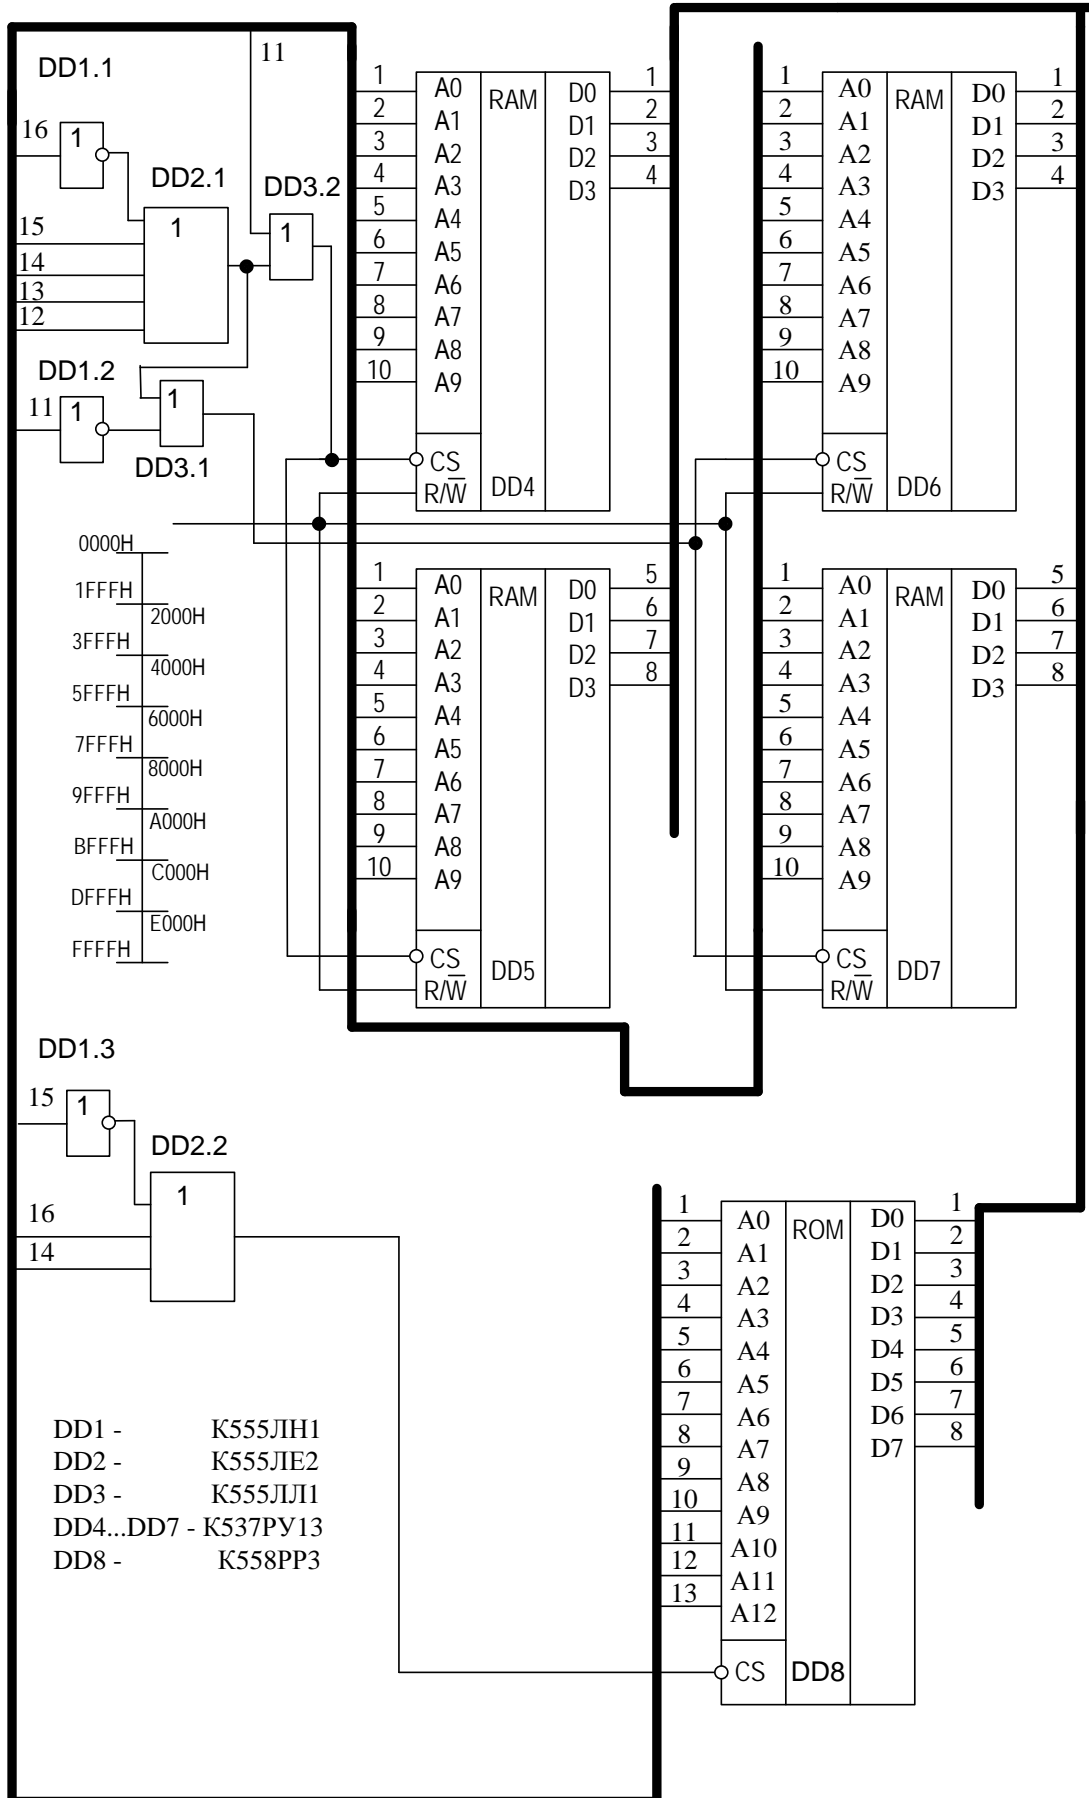 DD1.1
11
16
1
DD2.1
DD3.2
1
1
15
14
13
12
DD1.2
11
1
1
DD3.1
1
2
3
4
5
6
7
8
9
10
A0
A1
A2
A3
A4
A5
A6
A7
A8
A9
RAM
D0
D1
D2
D3
1
2
3
4
CS
R/W
DD4
1
2
3
4
5
6
7
8
9
10
A0
A1
A2
A3
A4
A5
A6
A7
A8
A9
RAM
D0
D1
D2
D3
1
2
3
4
CS
R/W
DD6
0000H
1FFFH
2000H
3FFFH
4000H
5FFFH
6000H
7FFFH
8000H
9FFFH
A000H
BFFFH
C000H
DFFFH
E000H
FFFFH
1
2
3
4
5
6
7
8
9
10
A0
A1
A2
A3
A4
A5
A6
A7
A8
A9
RAM
D0
D1
D2
D3
5
6
7
8
CS
R/W
DD5
1
2
3
4
5
6
7
8
9
10
A0
A1
A2
A3
A4
A5
A6
A7
A8
A9
RAM
D0
D1
D2
D3
5
6
7
8
CS
R/W
DD7
DD1.3
15
1
DD2.2
1
16
14
1
2
3
4
5
6
7
8
9
10
11
12
13
A0
A1
A2
A3
A4
A5
A6
A7
A8
A9
A10
A11
A12
ROM
D0
D1
D2
D3
D4
D5
D6
D7
1
2
3
4
5
6
7
8
CS
DD8
DD1 - К555ЛН1
DD2 - К555ЛЕ2
DD3 - К555ЛЛ1
DD4...DD7 - К537РУ13
DD8 - К558РР3